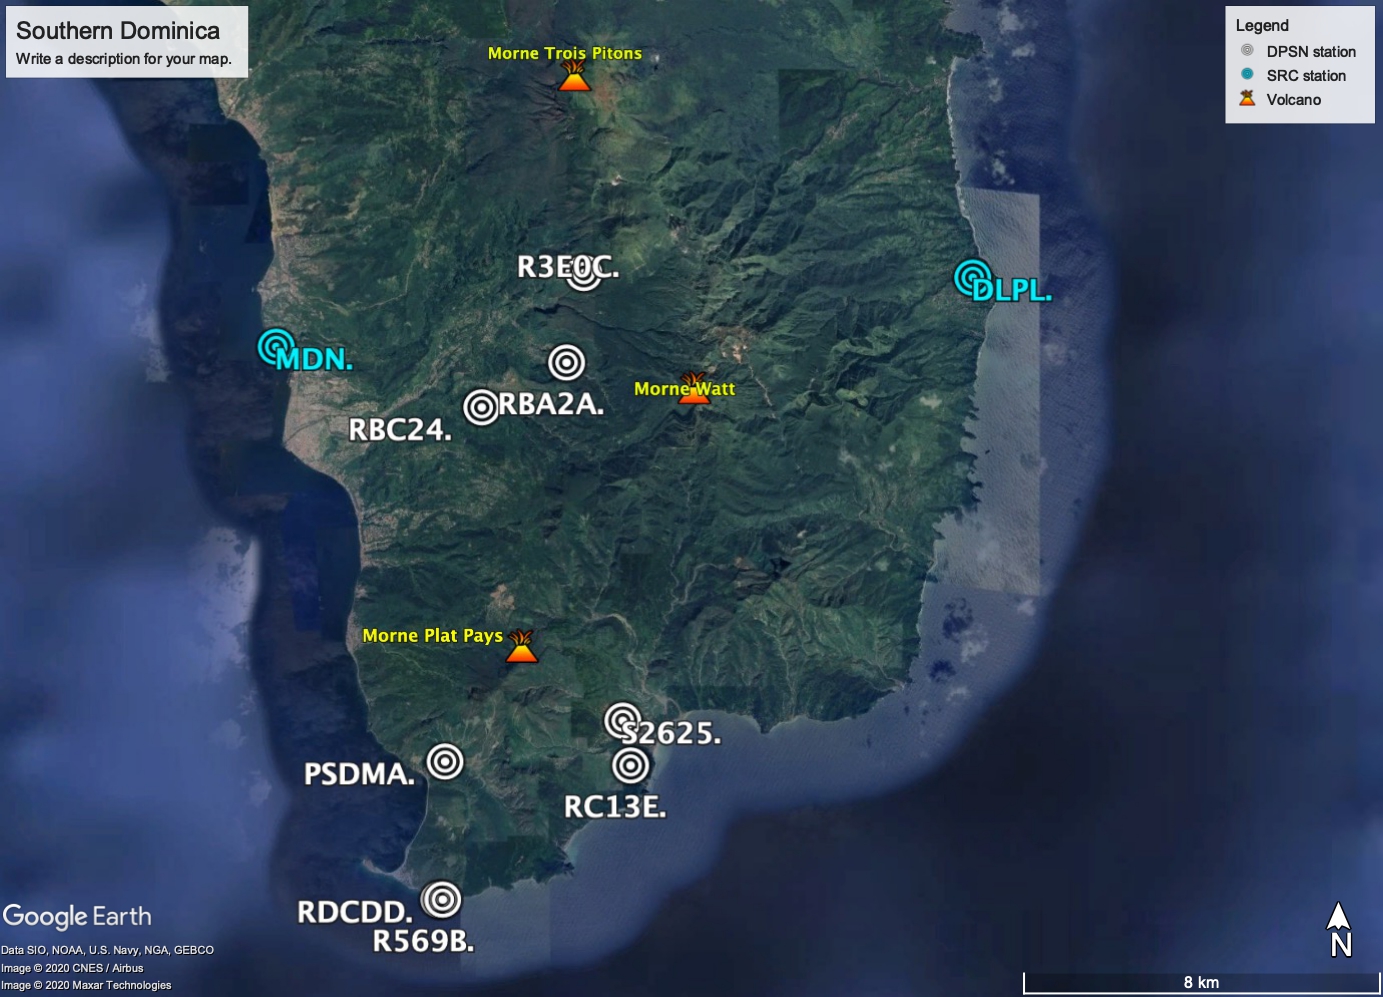 Southern Dominica
Write a description for your map.
Legend
DPSN station
SRC station
Volcano
Morne Trois Pitons
R3E0C.
DLPL.
MDN.
Morne Watt
RBA2A.
RBC24.
Morne Plat Pays
S2625.
PSDMA.
RC13E.
RDCDD.
R569B.
Google Earth
N
Data SIO, NOAA, U.S. Navy, NGA, GEBCO
Image © 2020 CNES / Airbus
Image © 2020 Maxar Technologies
8 km